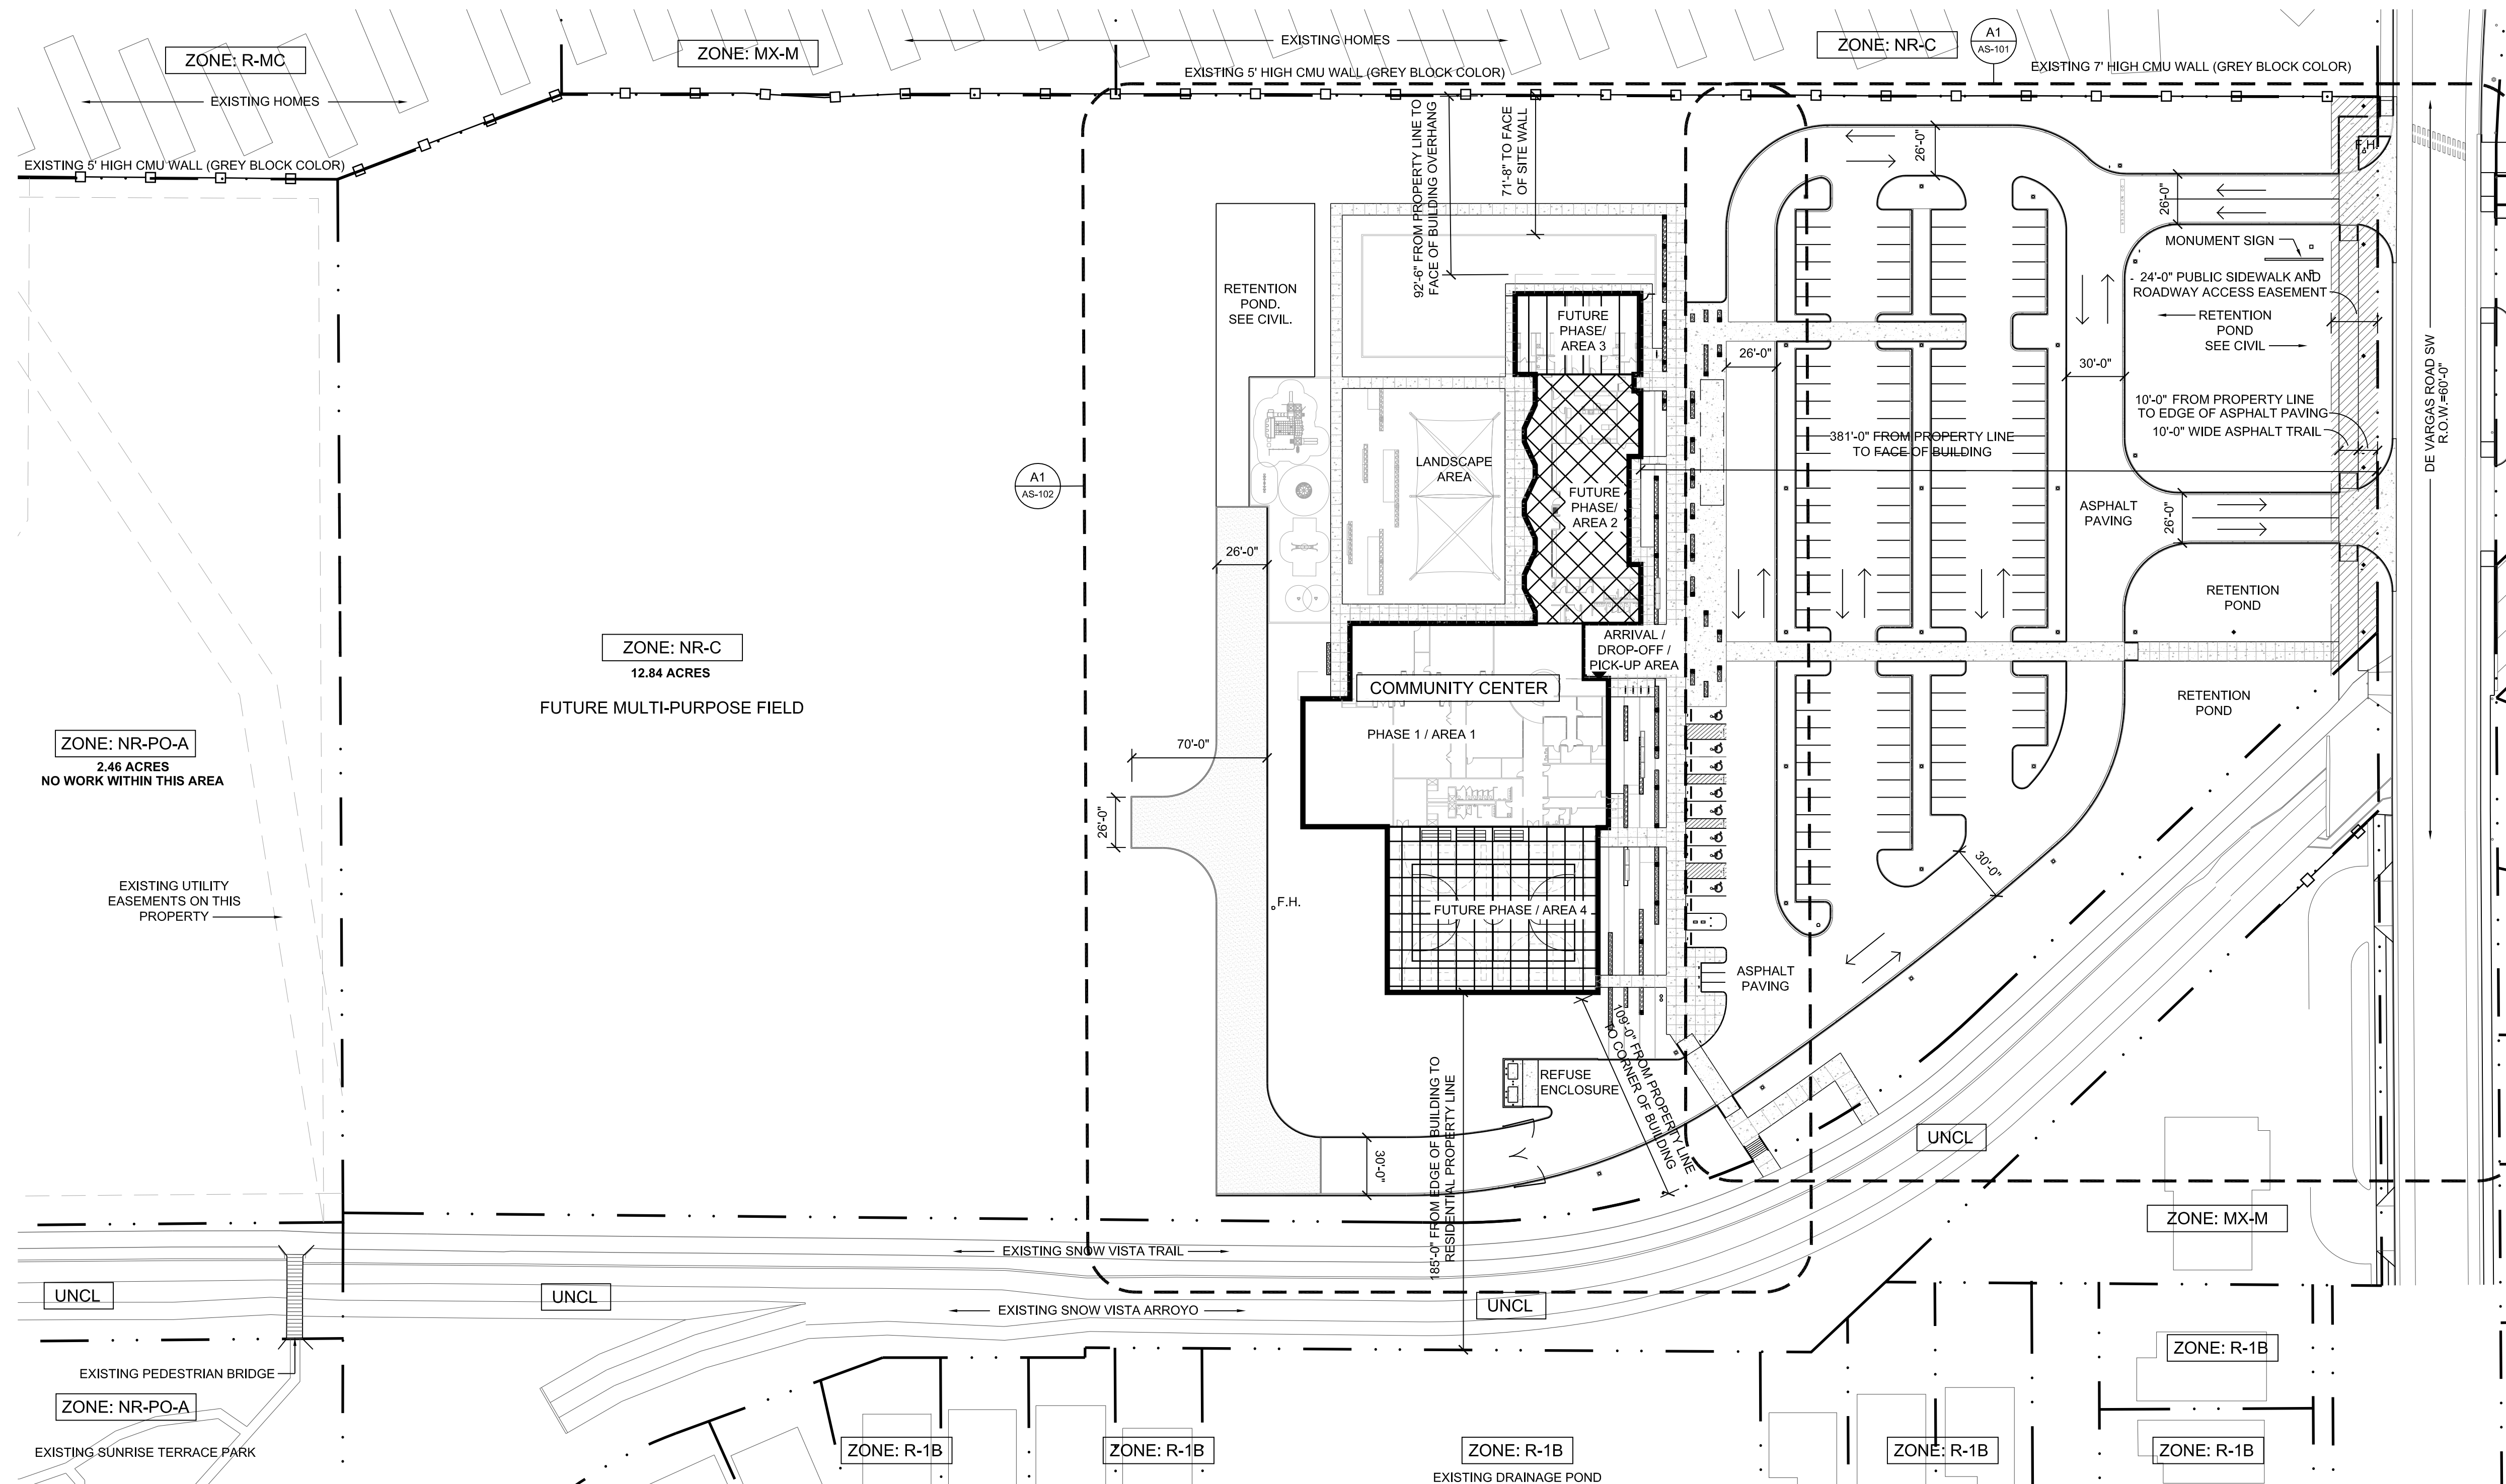 ZONE: R-MC
ZONE: MX-M
EXISTING HOMES
ZONE: NR-C
A1
AS-101
EXISTING HOMES
EXISTING 5' HIGH CMU WALL (GREY BLOCK COLOR)
EXISTING 7' HIGH CMU WALL (GREY BLOCK COLOR)
EXISTING 5' HIGH CMU WALL (GREY BLOCK COLOR)
92'-6" FROM PROPERTY LINE TO
FACE OF BUILDING OVERHANG
71'-8" TO FACE
OF SITE WALL
26'-0"
26'-0"
F.H.
MONUMENT SIGN
24'-0" PUBLIC SIDEWALK AND
ROADWAY ACCESS EASEMENT
RETENTION
POND
SEE CIVIL
RETENTION
POND.
SEE CIVIL.
FUTURE
PHASE/
AREA 3
26'-0"
30'-0"
DE VARGAS ROAD SW
R.O.W.=60'-0"
10'-0" FROM PROPERTY LINE
TO EDGE OF ASPHALT PAVING
10'-0" WIDE ASPHALT TRAIL
381'-0" FROM PROPERTY LINE
TO FACE OF BUILDING
LANDSCAPE
AREA
A1
AS-102
FUTURE
PHASE/
AREA 2
ASPHALT
PAVING
26'-0"
26'-0"
RETENTION
POND
ZONE: NR-C
12.84 ACRES
FUTURE MULTI-PURPOSE FIELD
ARRIVAL /
DROP-OFF /
PICK-UP AREA
COMMUNITY CENTER
RETENTION
POND
PHASE 1 / AREA 1
ZONE: NR-PO-A
2.46 ACRES
NO WORK WITHIN THIS AREA
70'-0"
26'-0"
EXISTING UTILITY
EASEMENTS ON THIS
PROPERTY
F.H.
FUTURE PHASE / AREA 4
30'-0"
ASPHALT
PAVING
109'-0" FROM PROPERTY LINE
TO CORNER OF BUILDING
REFUSE
ENCLOSURE
185'-0" FROM EDGE OF BUILDING TO
RESIDENTIAL PROPERTY LINE
30'-0"
UNCL
ZONE: MX-M
EXISTING SNOW VISTA TRAIL
UNCL
UNCL
EXISTING SNOW VISTA ARROYO
UNCL
ZONE: R-1B
EXISTING PEDESTRIAN BRIDGE
ZONE: NR-PO-A
EXISTING SUNRISE TERRACE PARK
ZONE: R-1B
ZONE: R-1B
ZONE: R-1B
EXISTING DRAINAGE POND
ZONE: R-1B
ZONE: R-1B